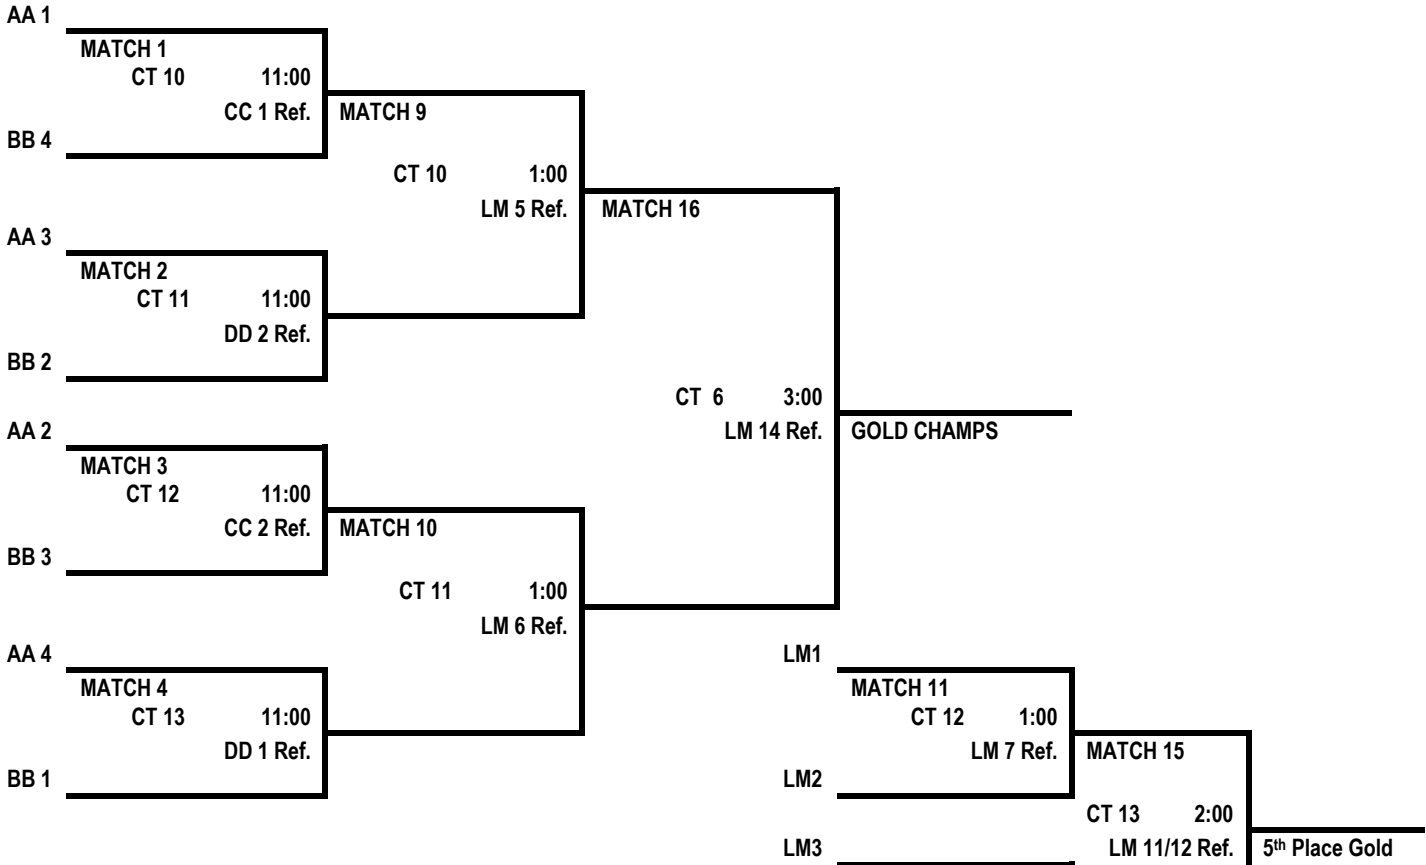 AA 1
MATCH 1
CT 10 11:00
CC 1 Ref.
BB 4
MATCH 9
CT 10 1:00
LM 5 Ref.
AA 3
MATCH 2
CT 11 11:00
DD 2 Ref.
BB 2
MATCH 16
CT 6 3:00
LM 14 Ref.
GOLD CHAMPS
AA 2
MATCH 3
CT 12 11:00
CC 2 Ref.
BB 3
MATCH 10
CT 11 1:00
LM 6 Ref.
AA 4
MATCH 4
CT 13 11:00
DD 1 Ref.
BB 1
LM1
MATCH 11
CT 12 1:00
LM 7 Ref.
LM2
MATCH 15
CT 13 2:00
LM 11/12 Ref.
5th Place Gold
LM3